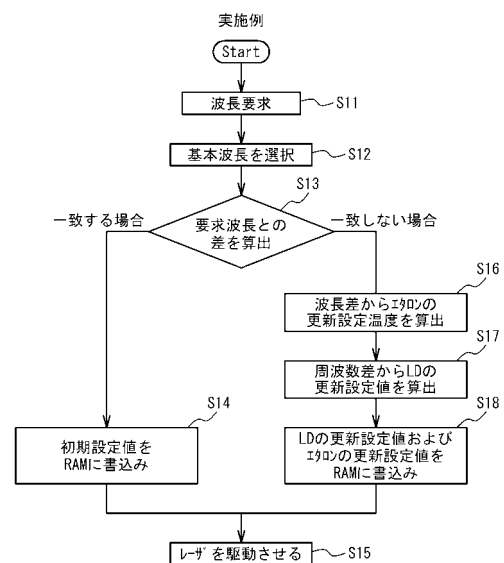 実施例
Start
波長要求
S11
基本波長を選択
S12
S13
一致する場合
要求波長との
差を算出
一致しない場合
S16
波長差からｴﾀﾛﾝの
更新設定温度を算出
S17
周波数差からLDの
更新設定値を算出
S14
初期設定値を
RAMに書込み
S18
LDの更新設定値および
ｴﾀﾛﾝの更新設定値を
RAMに書込み
ﾚｰｻﾞを駆動させる
S15